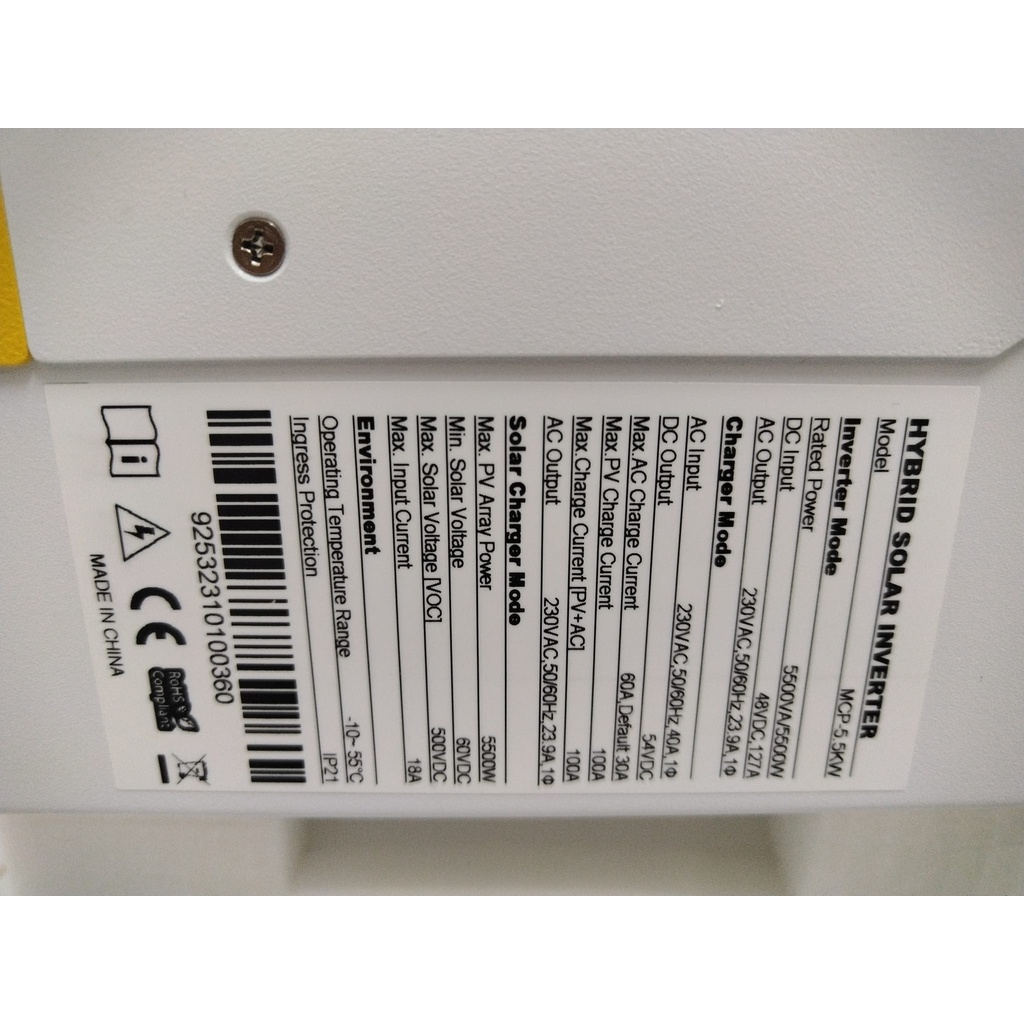 HYBRID SOLAR INVERTER
Model MCP-5.5KW
Inverter Mode
Rated Power 5500VA/5500W
DC Input 48VDC,127A
AC Output 230VAC,50/60Hz,23.9A,1Φ
Charger Mode
AC Input 230VAC,50/60Hz,40A,1Φ
DC Output 54VDC
Max.AC Charge Current 60A,Default 30A
Max.PV Charge Current 100A
Max.Charge Current [PV+AC] 100A
AC Output 230VAC,50/60Hz,23.9A,1Φ
Solar Charger Mode
Max. PV Array Power 5500W
Min. Solar Voltage 60VDC
Max. Solar Voltage [VOC] 500VDC
Max. Input Current 18A
Environment
Operating Temperature Range -10~ 55°C
Ingress Protection IP21
92532310100360
CE
RoHS
Compliant
MADE IN CHINA